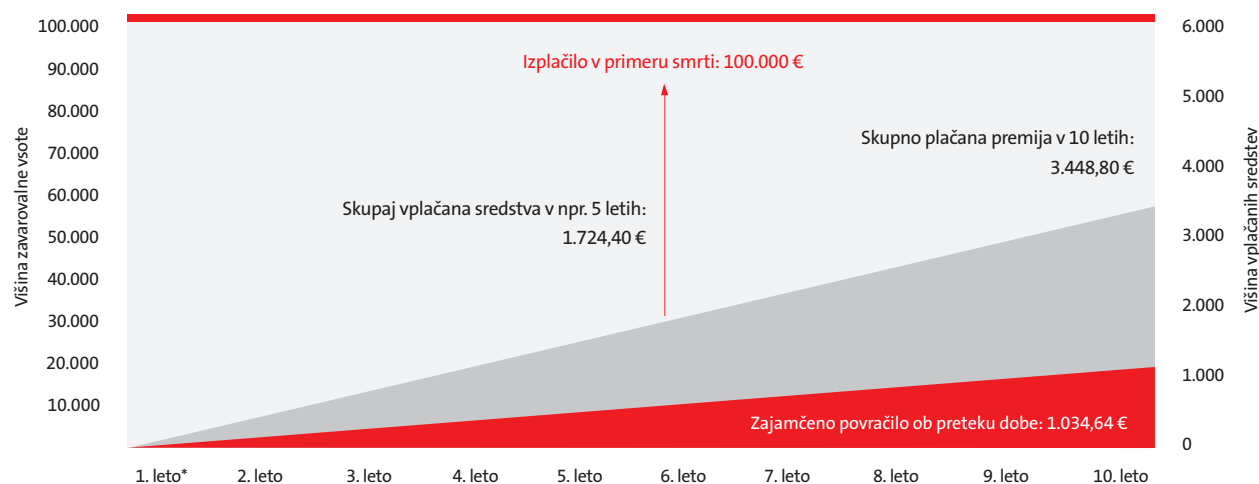 Višina zavarovalne vsote
100.000
90.000
80.000
70.000
60.000
50.000
40.000
30.000
20.000
10.000
Izplačilo v primeru smrti: 100.000 €
Skupaj vplačana sredstva v npr. 5 letih:
1.724,40 €
Skupno plačana premija v 10 letih:
3.448,80 €
Zajamčeno povračilo ob preteku dobe: 1.034,64 €
6.000
5.000
4.000
3.000
2.000
1.000
0
Višina vplačanih sredstev
1. leto* 2. leto 3. leto 4. leto 5. leto 6. leto 7. leto 8. leto 9. leto 10. leto